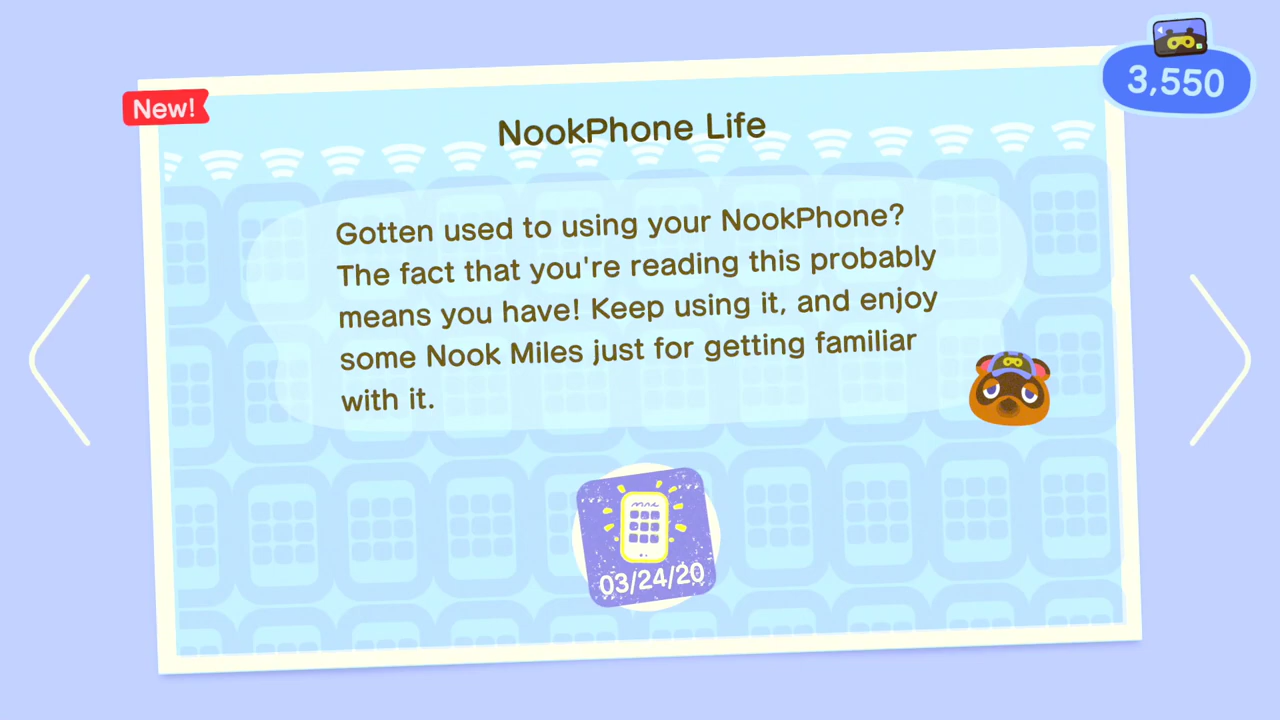 3,550
New!
NookPhone Life
Gotten used to using your NookPhone?
The fact that you're reading this probably
means you have! Keep using it, and enjoy
some Nook Miles just for getting familiar
with it.
03/24/20